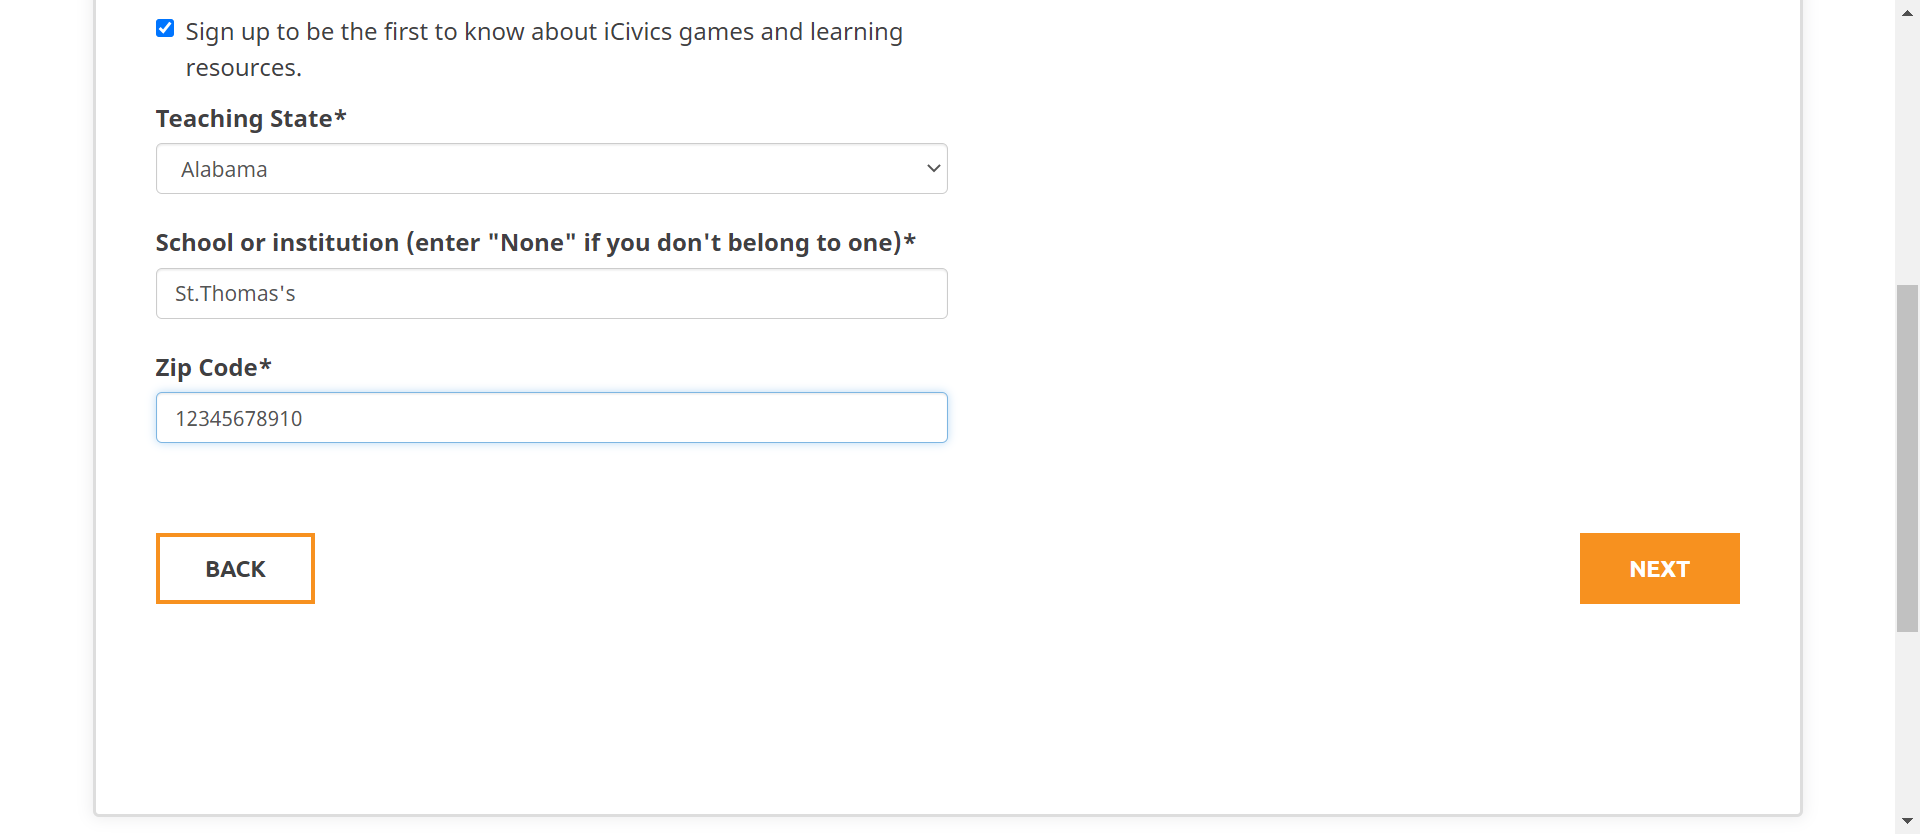 Sign up to be the first to know about iCivics games and learning
resources.
Teaching State*
Alabama
School or institution (enter "None" if you don't belong to one)*
St.Thomas's
Zip Code*
12345678910
BACK
NEXT